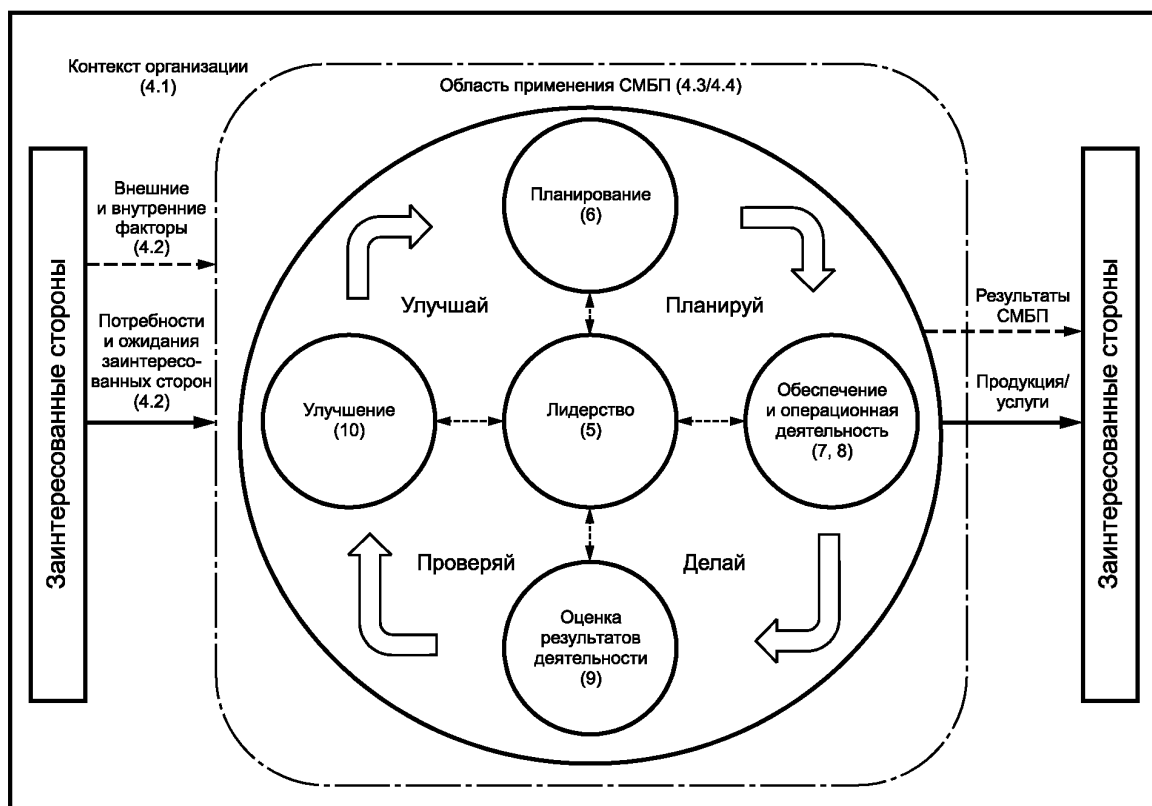 Контекст организации
(4.1)
Область применения СМБП (4.3/4.4)
Заинтересованные стороны
Внешние
и внутренние
факторы
(4.2)
Потребности
и ожидания
заинтересо-
ванных сторон
(4.2)
Планирование
(6)
Улучшай
Планируй
Улучшение
(10)
Лидерство
(5)
Обеспечение
и операционная
деятельность
(7, 8)
Проверяй
Делай
Оценка
результатов
деятельности
(9)
Результаты
СМБП
Продукция/
услуги
Заинтересованные стороны